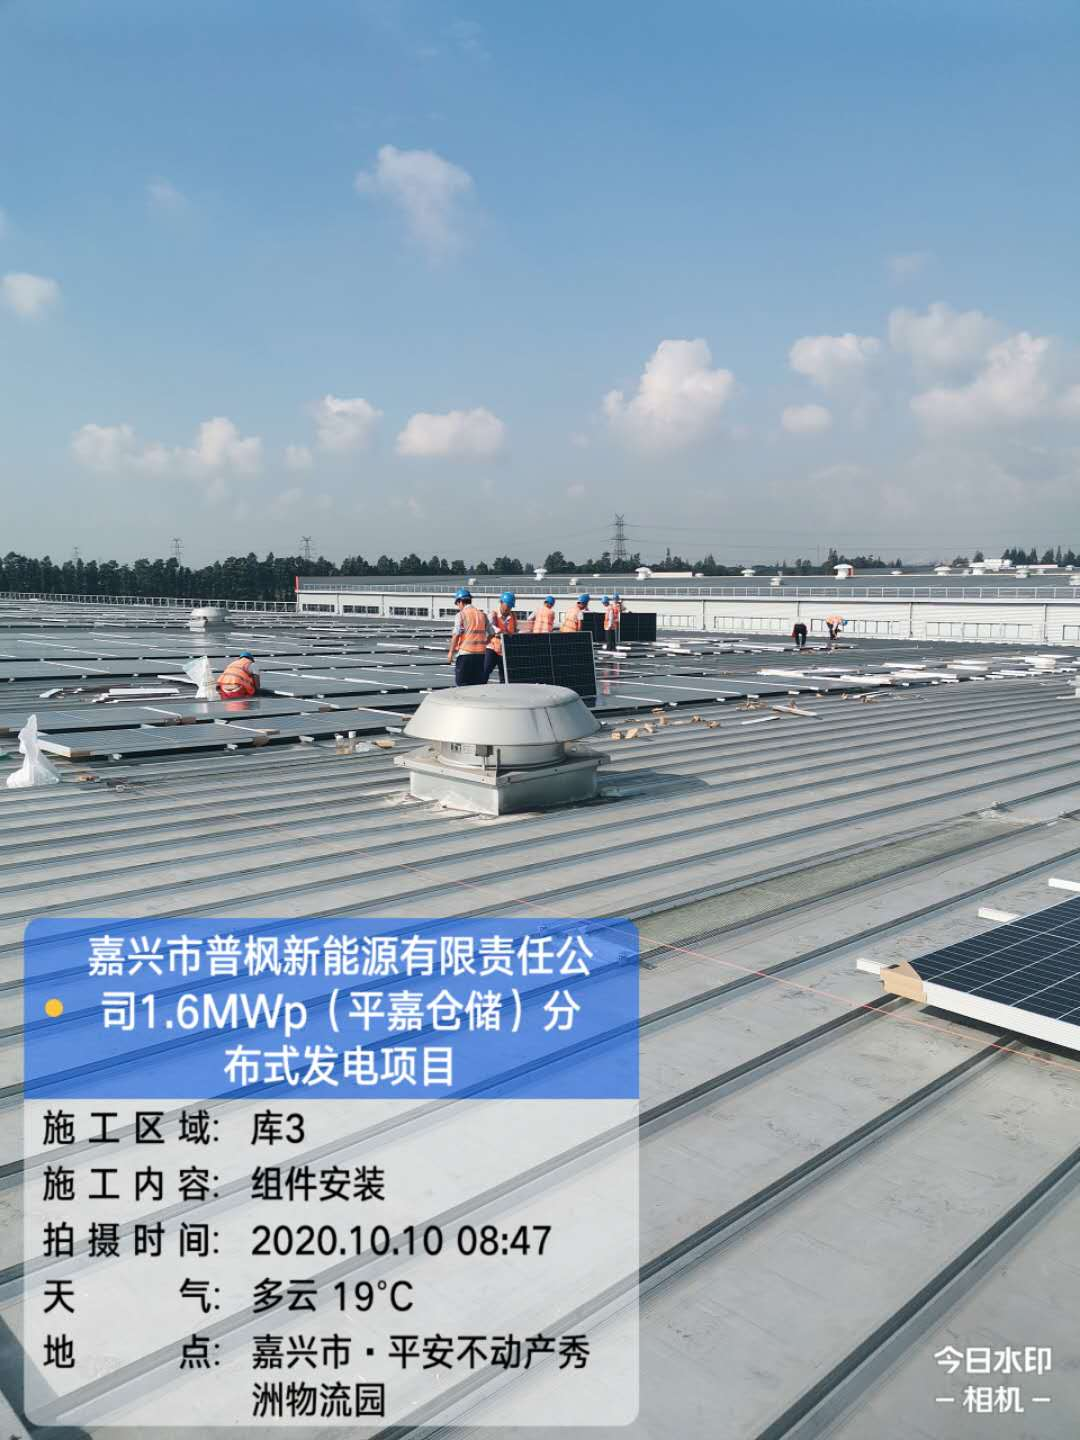 嘉兴市普枫新能源有限责任公
司1.6MWp（平嘉仓储）分
布式发电项目
施工区域: 库3
施工内容: 组件安装
拍摄时间: 2020.10.10 08:47
天气: 多云 19°C
地点: 嘉兴市·平安不动产秀
洲物流园
今日水印
-相机-